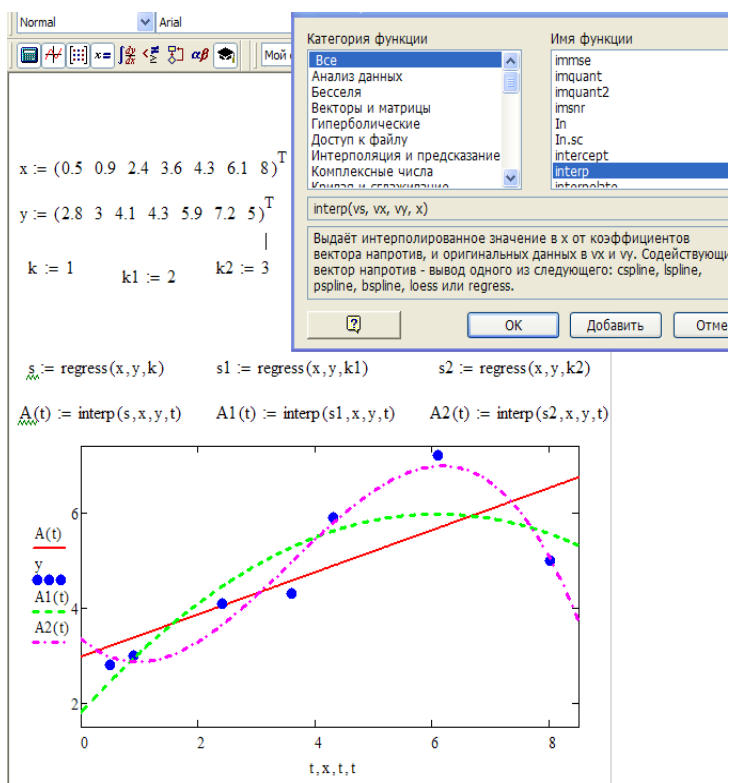 Normal Arial
Мой
x := (0.5 0.9 2.4 3.6 4.3 6.1 8)^T
y := (2.8 3 4.1 4.3 5.9 7.2 5)^T
k := 1 k1 := 2 k2 := 3
Категория функции
Все
Анализ данных
Бесселя
Векторы и матрицы
Гиперболические
Доступ к файлу
Интерполяция и предсказание
Комплексные числа
Имя функции
immse
imquant
imquant2
imsnr
In
In.sc
intercept
interp
interpolate
interp(vs, vx, vy, x)
Выдаёт интерполированное значение в x от коэффициентов
вектора напротив, и оригинальных данных в vx и vy. Содействующи
вектор напротив - вывод одного из следующего: cspline, lspline,
pspline, bspline, loess или regress.
ОК Добавить Отме
s := regress(x,y,k) s1 := regress(x,y,k1) s2 := regress(x,y,k2)
A(t) := interp(s,x,y,t) A1(t) := interp(s1,x,y,t) A2(t) := interp(s2,x,y,t)
A(t)
y
A1(t)
A2(t)
6
4
2
0 2 4 6 8
t,x,t,t